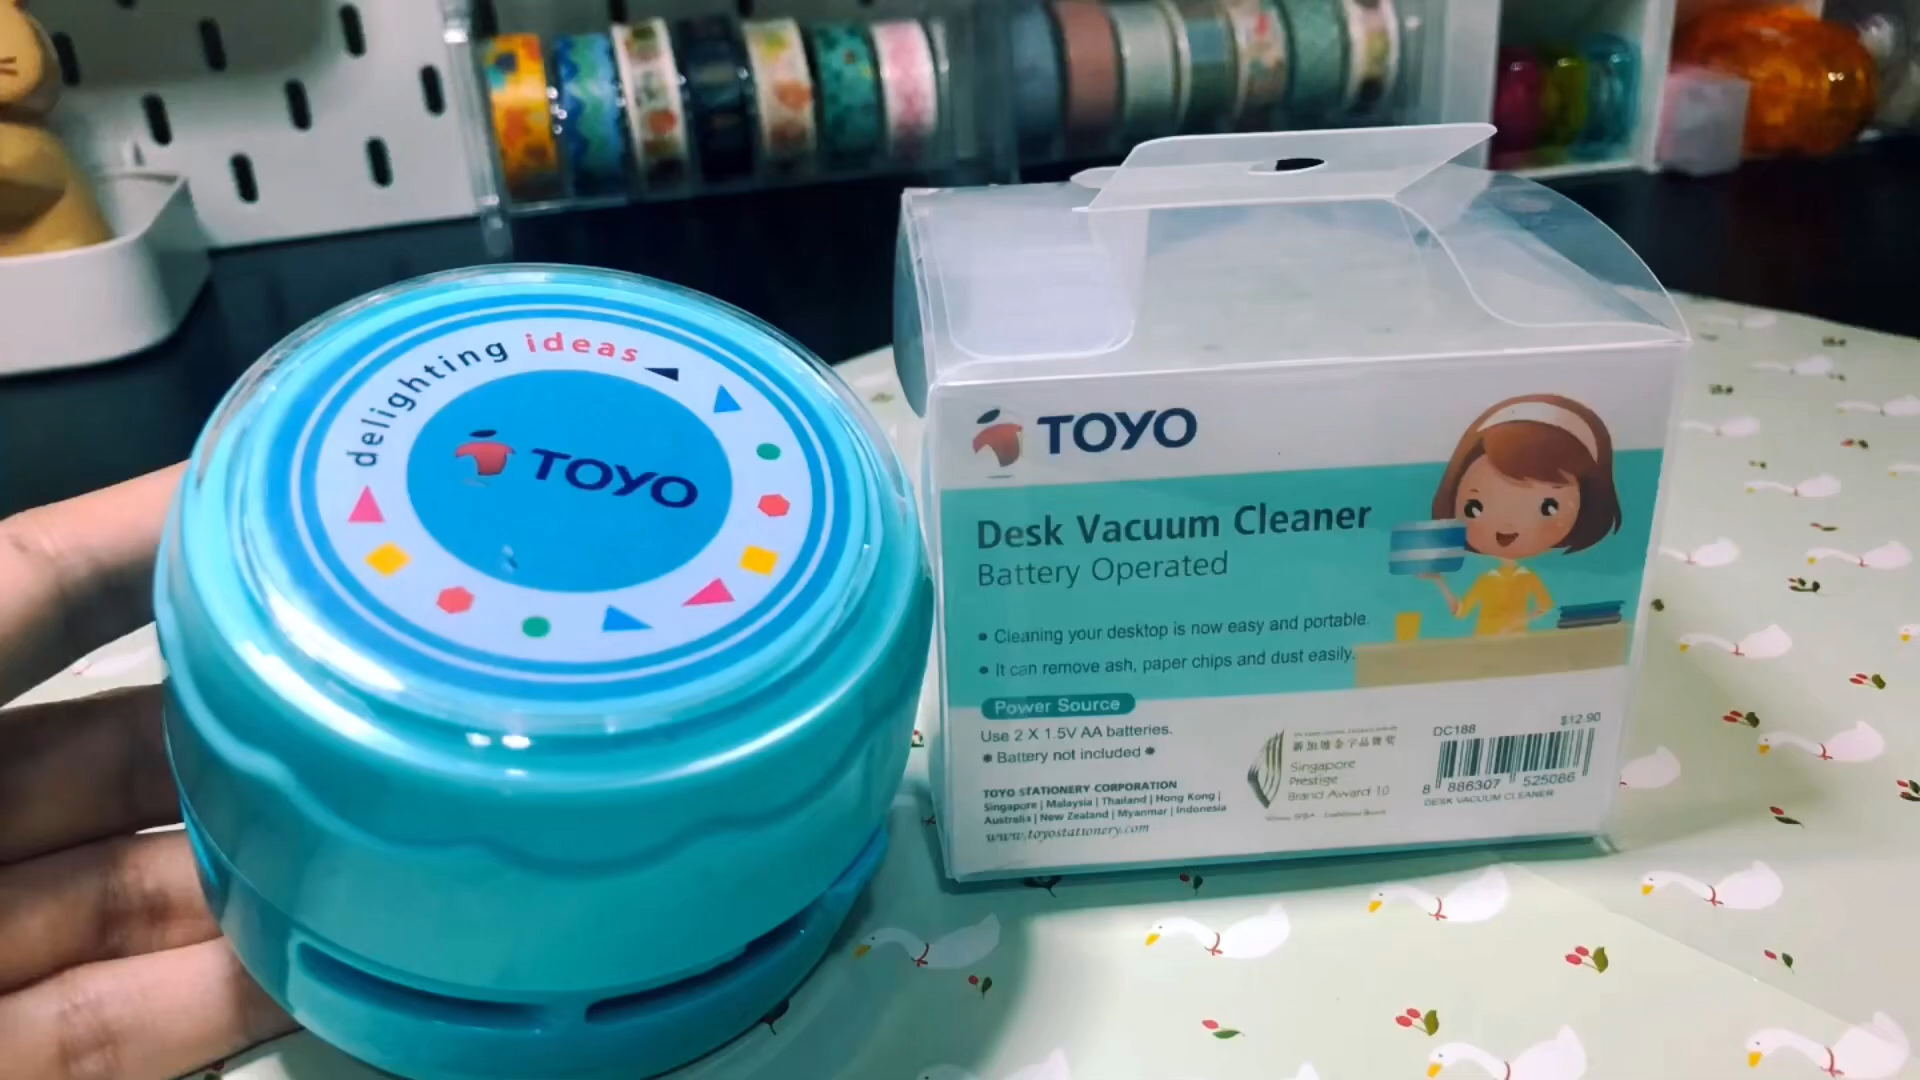 delighting ideas
TOYO
TOYO
Desk Vacuum Cleaner
Battery Operated
• Cleaning your desktop is now easy and portable.
• It can remove ash, paper chips and dust easily.
Power Source
Use 2 X 1.5V AA batteries.
• Battery not included •
TOYO STATIONERY CORPORATION
Singapore | Malaysia | Thailand | Hong Kong |
Australia | New Zealand | Myanmar | Indonesia
www.toyostationery.com
新加坡金字品牌奖
Singapore
Prestige
Brand Award 10
DC188
$12.90
8 886307 525086
DESK VACUUM CLEANER